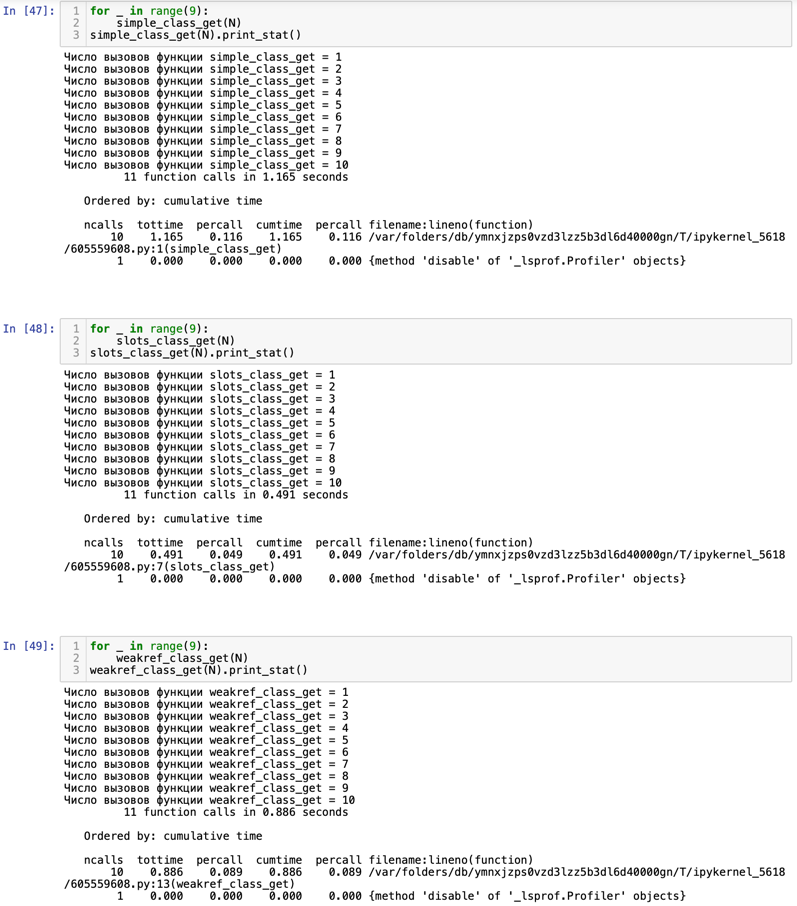 In [47]:
1 for _ in range(9):
2     simple_class_get(N)
3 simple_class_get(N).print_stat()
Число вызовов функции simple_class_get = 1
Число вызовов функции simple_class_get = 2
Число вызовов функции simple_class_get = 3
Число вызовов функции simple_class_get = 4
Число вызовов функции simple_class_get = 5
Число вызовов функции simple_class_get = 6
Число вызовов функции simple_class_get = 7
Число вызовов функции simple_class_get = 8
Число вызовов функции simple_class_get = 9
Число вызовов функции simple_class_get = 10
         11 function calls in 1.165 seconds
   Ordered by: cumulative time
   ncalls  tottime  percall  cumtime  percall filename:lineno(function)
       10    1.165    0.116    1.165    0.116 /var/folders/db/ymnxjzps0vzd3lzz5b3dl6d40000gn/T/ipykernel_5618
/605559608.py:1(simple_class_get)
        1    0.000    0.000    0.000    0.000 {method 'disable' of '_lsprof.Profiler' objects}
In [48]:
1 for _ in range(9):
2     slots_class_get(N)
3 slots_class_get(N).print_stat()
Число вызовов функции slots_class_get = 1
Число вызовов функции slots_class_get = 2
Число вызовов функции slots_class_get = 3
Число вызовов функции slots_class_get = 4
Число вызовов функции slots_class_get = 5
Число вызовов функции slots_class_get = 6
Число вызовов функции slots_class_get = 7
Число вызовов функции slots_class_get = 8
Число вызовов функции slots_class_get = 9
Число вызовов функции slots_class_get = 10
         11 function calls in 0.491 seconds
   Ordered by: cumulative time
   ncalls  tottime  percall  cumtime  percall filename:lineno(function)
       10    0.491    0.049    0.491    0.049 /var/folders/db/ymnxjzps0vzd3lzz5b3dl6d40000gn/T/ipykernel_5618
/605559608.py:7(slots_class_get)
        1    0.000    0.000    0.000    0.000 {method 'disable' of '_lsprof.Profiler' objects}
In [49]:
1 for _ in range(9):
2     weakref_class_get(N)
3 weakref_class_get(N).print_stat()
Число вызовов функции weakref_class_get = 1
Число вызовов функции weakref_class_get = 2
Число вызовов функции weakref_class_get = 3
Число вызовов функции weakref_class_get = 4
Число вызовов функции weakref_class_get = 5
Число вызовов функции weakref_class_get = 6
Число вызовов функции weakref_class_get = 7
Число вызовов функции weakref_class_get = 8
Число вызовов функции weakref_class_get = 9
Число вызовов функции weakref_class_get = 10
         11 function calls in 0.886 seconds
   Ordered by: cumulative time
   ncalls  tottime  percall  cumtime  percall filename:lineno(function)
       10    0.886    0.089    0.886    0.089 /var/folders/db/ymnxjzps0vzd3lzz5b3dl6d40000gn/T/ipykernel_5618
/605559608.py:13(weakref_class_get)
        1    0.000    0.000    0.000    0.000 {method 'disable' of '_lsprof.Profiler' objects}